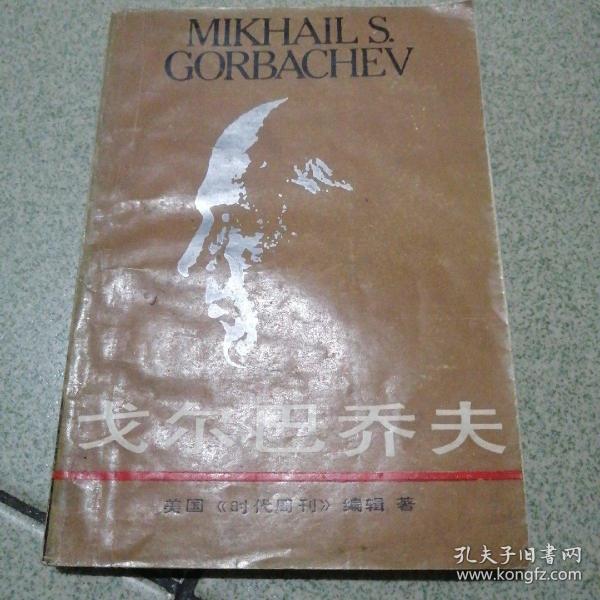 MIKHAIL S.
GORBACHEV
戈尔巴乔夫
美国《时代周刊》编辑 著
孔夫子旧书网
www.kongfz.com